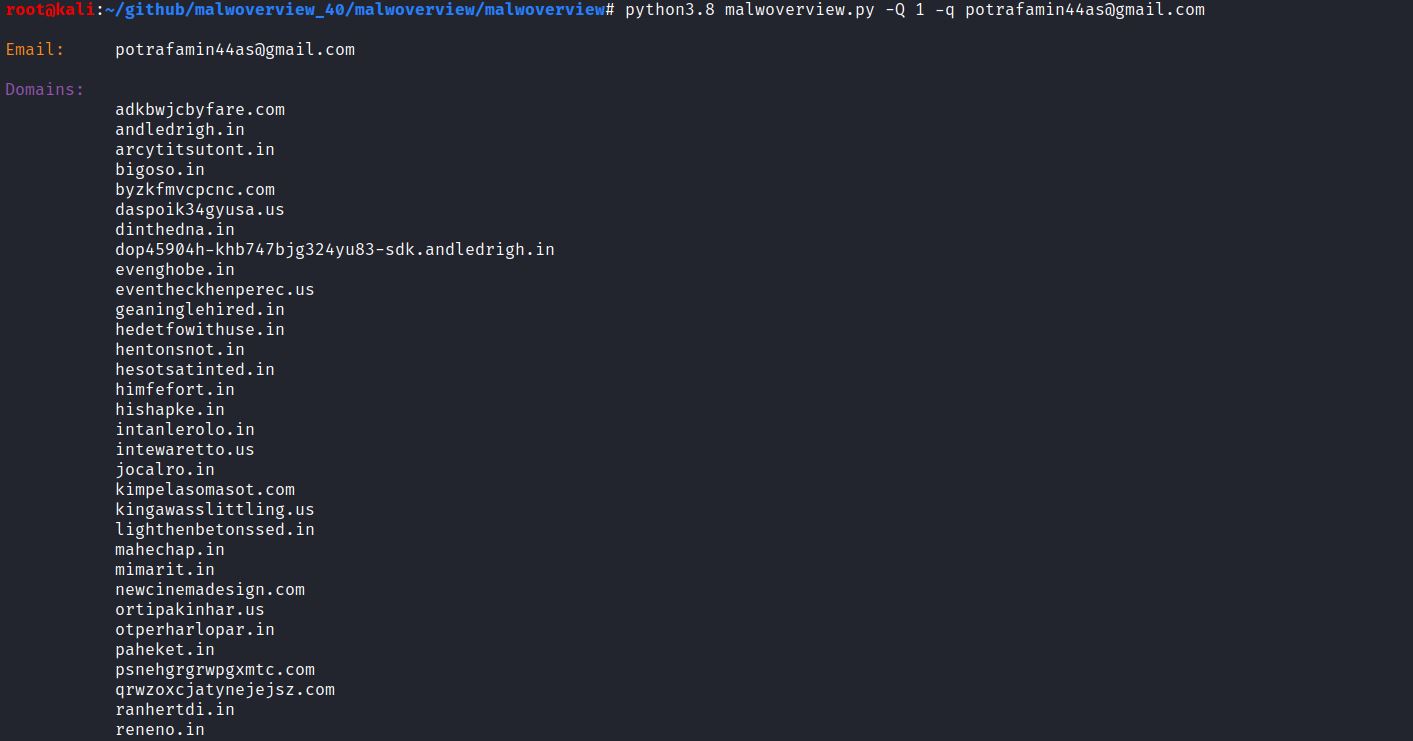 root@kali:~/github/malwoverview_40/malwoverview/malwoverview# python3.8 malwoverview.py -Q 1 -q potrafamin44as@gmail.com
Email: potrafamin44as@gmail.com
Domains:
adkbwjcbyfare.com
andledrigh.in
arcytitsutont.in
bigoso.in
byzkfmvcpcnc.com
daspoik34gyusa.us
dinthedna.in
dop45904h-khb747bjg324yu83-sdk.andledrigh.in
evenghobe.in
eventheckhenperec.us
geaninglehired.in
hedetfowithuse.in
hentonsnot.in
hesotsatinted.in
himfefort.in
hishapke.in
intanlerolo.in
intewaretto.us
jocalro.in
kimpelasomasot.com
kingawasslittling.us
lighthenbetonssed.in
mahechap.in
mimarit.in
newcinemadesign.com
ortipakinhar.us
otperharlopar.in
paheket.in
psnehgrgrwpgxmtc.com
qrwzoxcjatynejejsz.com
ranhertdi.in
reneno.in